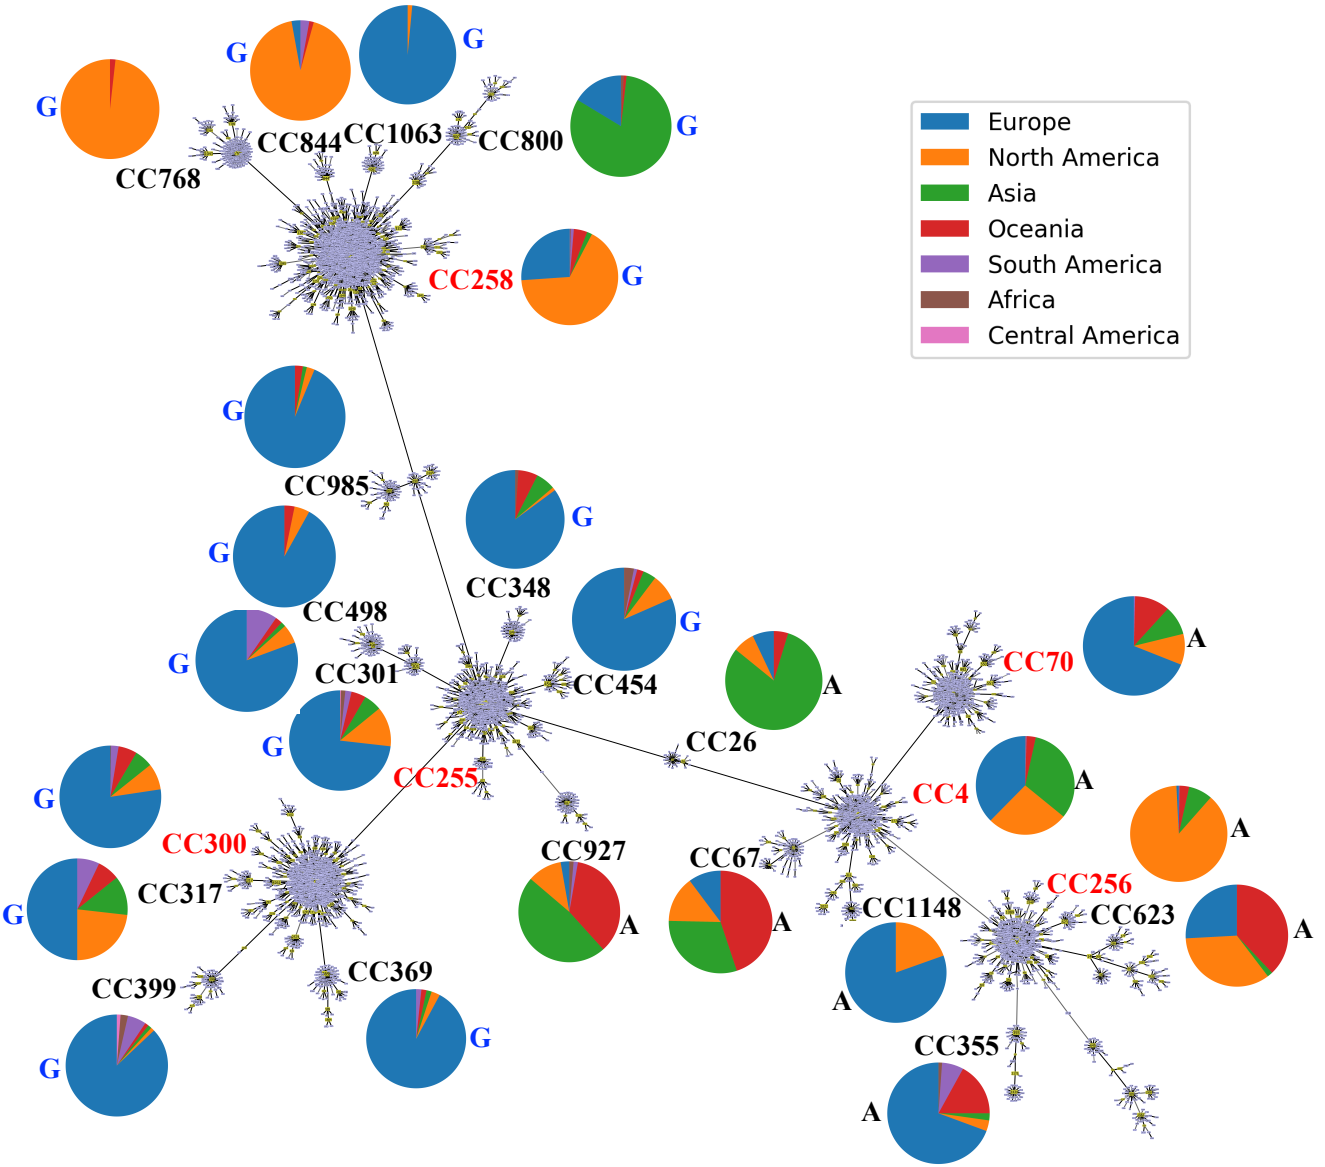 G
G
G
G
CC844
CC1063
CC800
CC768
G
CC258
G
Europe
North America
Asia
Oceania
South America
Africa
Central America
G
CC985
G
G
CC348
CC498
G
G
CC301
CC454
A
CC26
G
CC255
A
CC70
CC4
A
G
CC300
CC317
G
CC927
A
CC67
A
CC1148
A
CC256
CC623
A
A
CC399
CC369
G
G
CC355
A